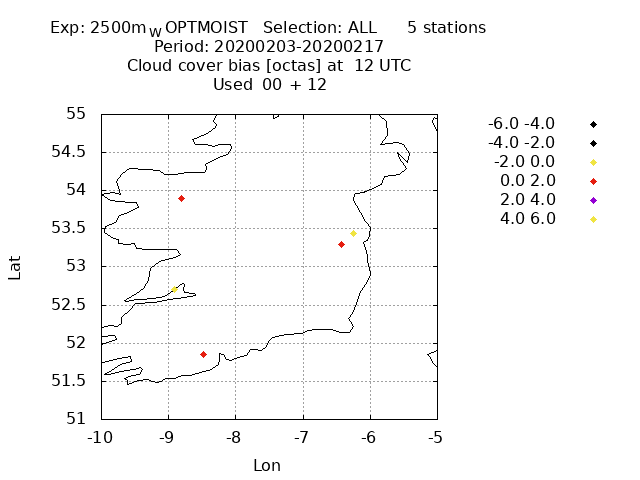 Exp: 2500mW OPTMOIST Selection: ALL 5 stations
Period: 20200203-20200217
Cloud cover bias [octas] at 12 UTC
Used 00 + 12
-6.0 -4.0
-4.0 -2.0
-2.0 0.0
0.0 2.0
2.0 4.0
4.0 6.0
55
54.5
54
53.5
53
52.5
52
51.5
51
Lat
-10 -9 -8 -7 -6 -5
Lon